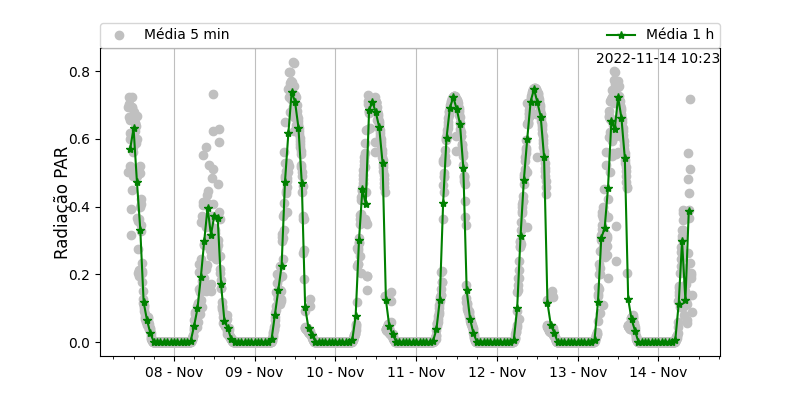 Média 5 min Média 1 h
2022-11-14 10:23
Radiação PAR
0.8
0.6
0.4
0.2
0.0
08 - Nov 09 - Nov 10 - Nov 11 - Nov 12 - Nov 13 - Nov 14 - Nov